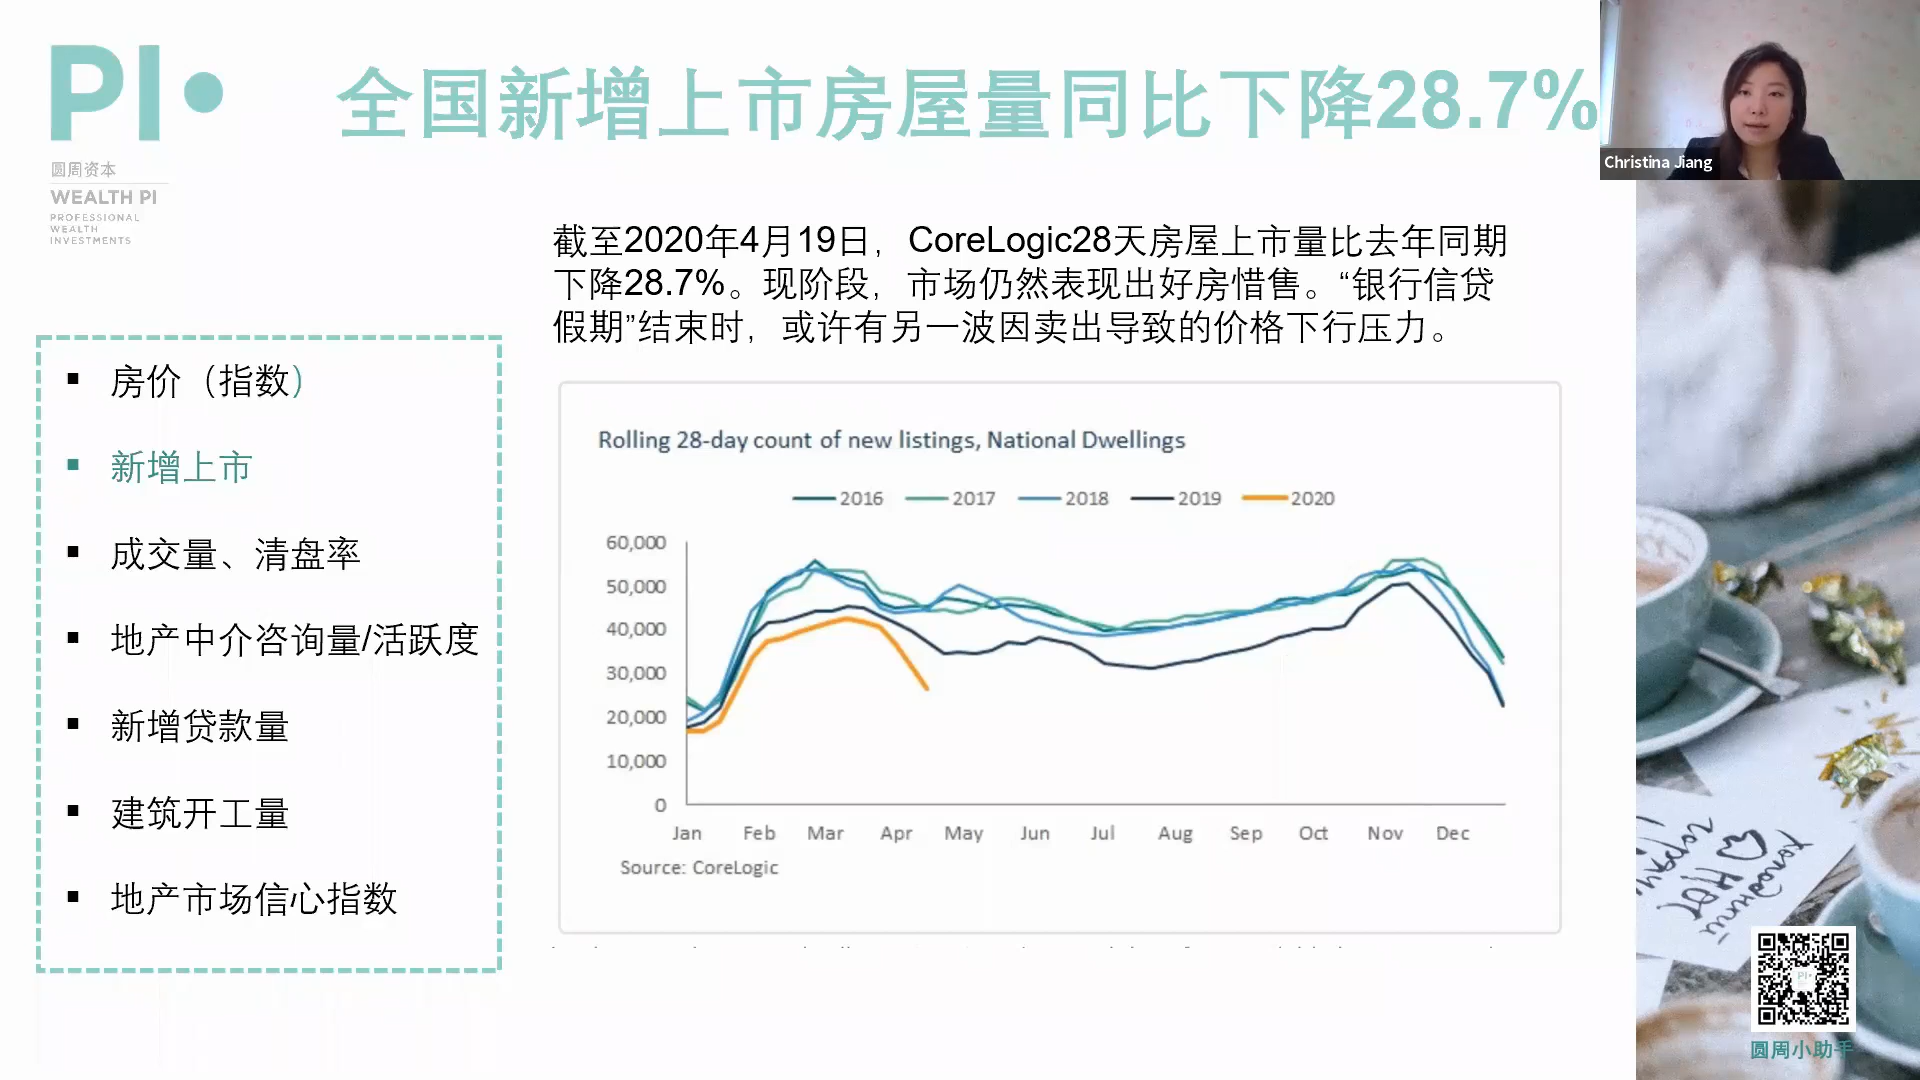 PI•
圆周资本
WEALTH PI
PROFESSIONAL
WEALTH
INVESTMENTS
全国新增上市房屋量同比下降28.7%
Christina Jiang
截至2020年4月19日，CoreLogic28天房屋上市量比去年同期
下降28.7%。现阶段，市场仍然表现出好房惜售。“银行信贷
假期”结束时，或许有另一波因卖出导致的价格下行压力。
▪ 房价（指数）
▪ 新增上市
▪ 成交量、清盘率
▪ 地产中介咨询量/活跃度
▪ 新增贷款量
▪ 建筑开工量
▪ 地产市场信心指数
Rolling 28-day count of new listings, National Dwellings
2016 2017 2018 2019 2020
60,000
50,000
40,000
30,000
20,000
10,000
0
Jan Feb Mar Apr May Jun Jul Aug Sep Oct Nov Dec
Source: CoreLogic
圆周小助手